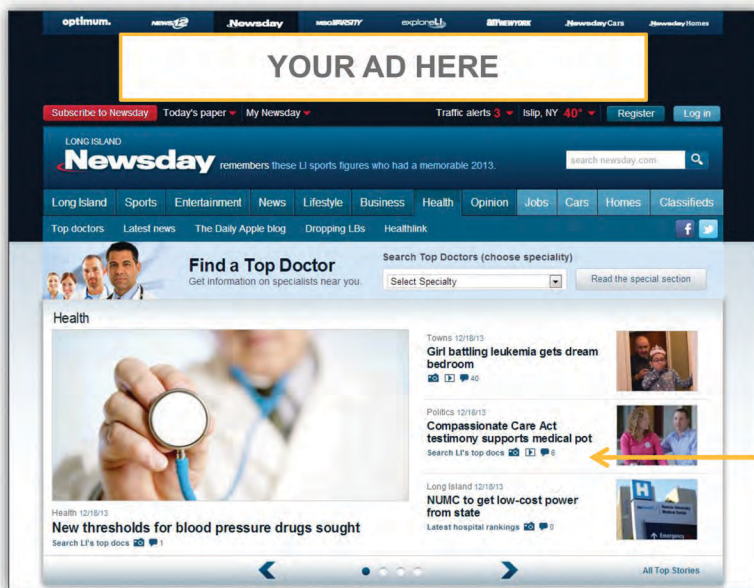 optimum. NEWS 12 Newsday MSG VARSITY exploreLI amNEWYORK NewsdayCars NewsdayHomes
YOUR AD HERE
Subscribe to Newsday Today's paper My Newsday Traffic alerts 3 Islip, NY 40° Register Log in
LONG ISLAND
Newsday remembers these LI sports figures who had a memorable 2013. search newsday.com
Long Island Sports Entertainment News Lifestyle Business Health Opinion Jobs Cars Homes Classifieds
Top doctors Latest news The Daily Apple blog Dropping LBs Healthlink f
Find a Top Doctor
Get information on specialists near you.
Search Top Doctors (choose speciality)
Select Specialty Read the special section
Health
Health 12/18/13
New thresholds for blood pressure drugs sought
Search LI's top docs 1
Towns 12/18/13
Girl battling leukemia gets dream
bedroom
40
Politics 12/18/13
Compassionate Care Act
testimony supports medical pot
Search LI's top docs 6
Long Island 12/18/13
NUMC to get low-cost power
from state
Latest hospital rankings 0
H
Emergency
All Top Stories